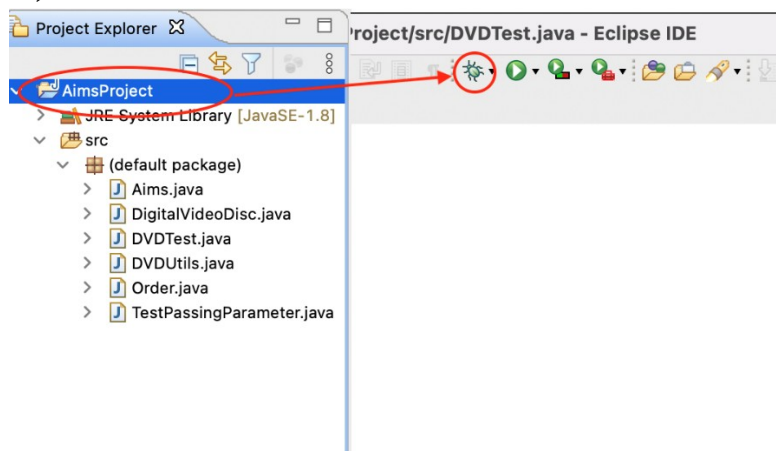 Project Explorer
Project/src/DVDTest.java - Eclipse IDE
AimsProject
JRE System Library [JavaSE-1.8]
src
(default package)
Aims.java
DigitalVideoDisc.java
DVDTest.java
DVDUtils.java
Order.java
TestPassingParameter.java